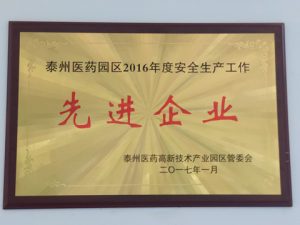 泰州医药园区2016年度安全生产工作
先进企业
泰州医药高新技术产业园区管委会
二〇一七年一月